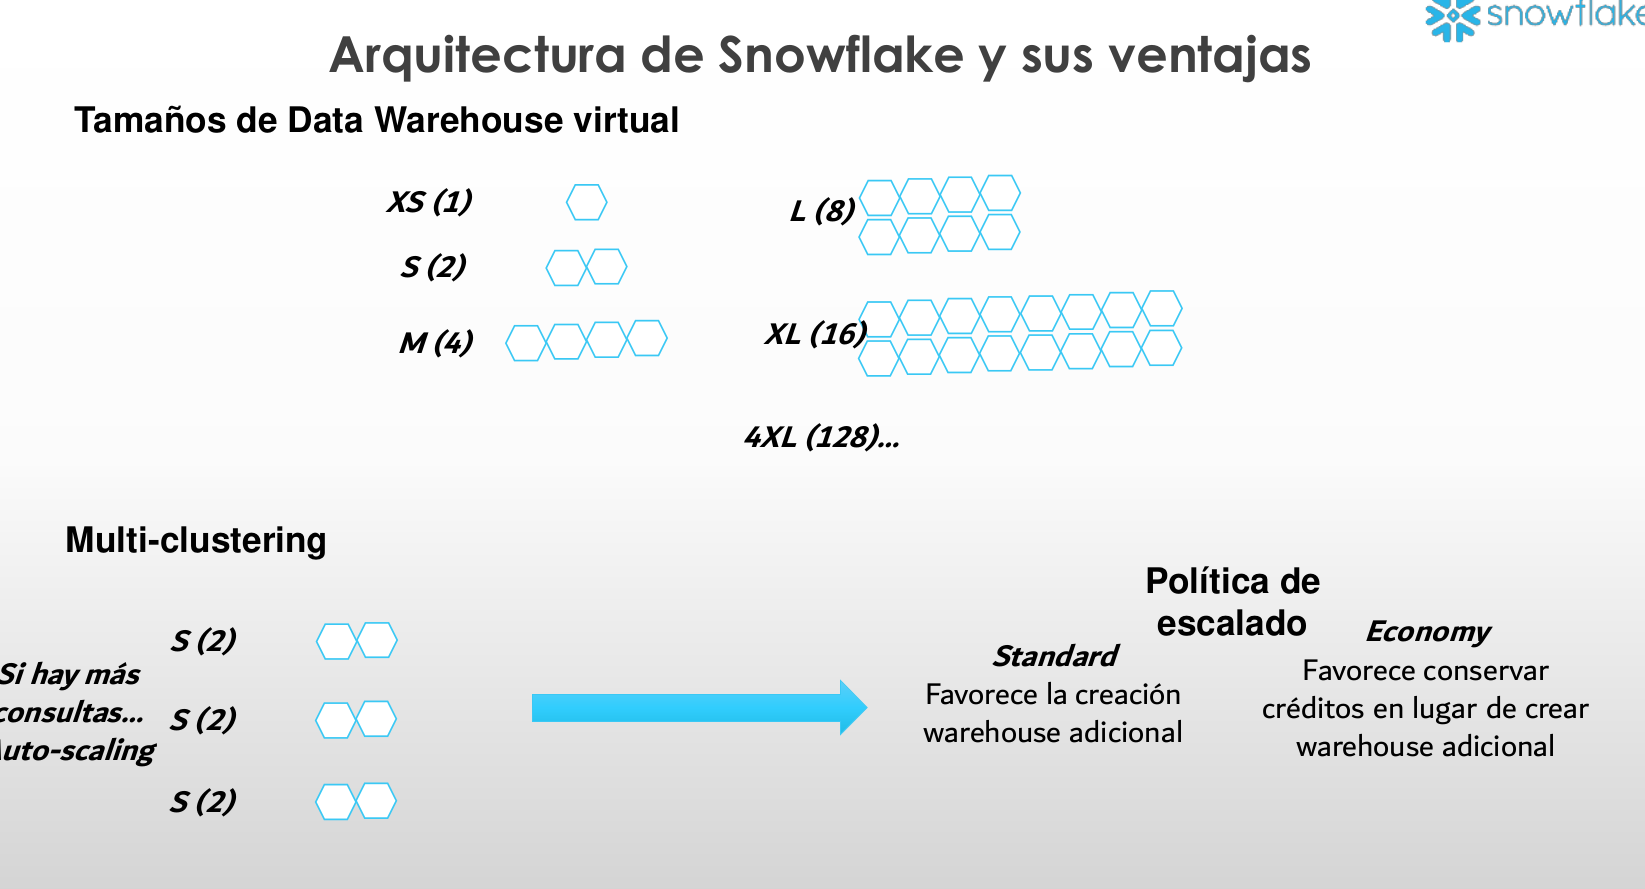 snowflake
Arquitectura de Snowflake y sus ventajas
Tamaños de Data Warehouse virtual
XS (1)
S (2)
M (4)
L (8)
XL (16)
4XL (128)...
Multi-clustering
S (2)
Si hay más
consultas...
Auto-scaling
S (2)
S (2)
Política de
escalado
Standard
Favorece la creación
warehouse adicional
Economy
Favorece conservar
créditos en lugar de crear
warehouse adicional